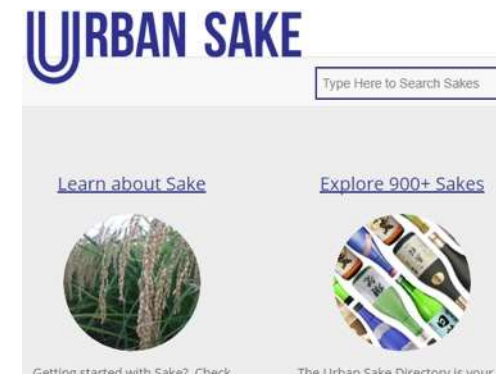 URBAN SAKE
Type Here to Search Sakes
Learn about Sake
Explore 900+ Sakes
Getting started with Sake? Check
The Urban Sake Directory is your